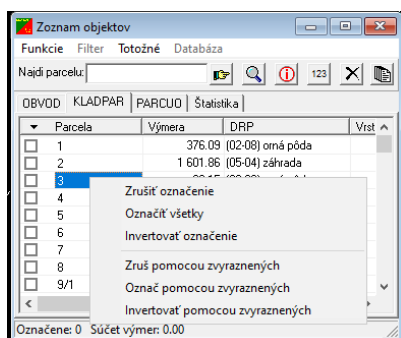 Zoznam objektov
Funkcie Filter Totožné Databáza
Najdi parcelu: 123
OBVOD KLADPAR PARCUO Štatistika
Parcela Výmera DRP Vrst
1 376.09 (02-08) orná pôda
2 1 601.86 (05-04) záhrada
3
4
5
6
7
8
9/1
Zrušiť označenie
Označiť všetky
Invertovať označenie
Zruš pomocou zvyraznených
Označ pomocou zvyraznených
Invertovať pomocou zvyraznených
Označene: 0 Súčet výmer: 0.00